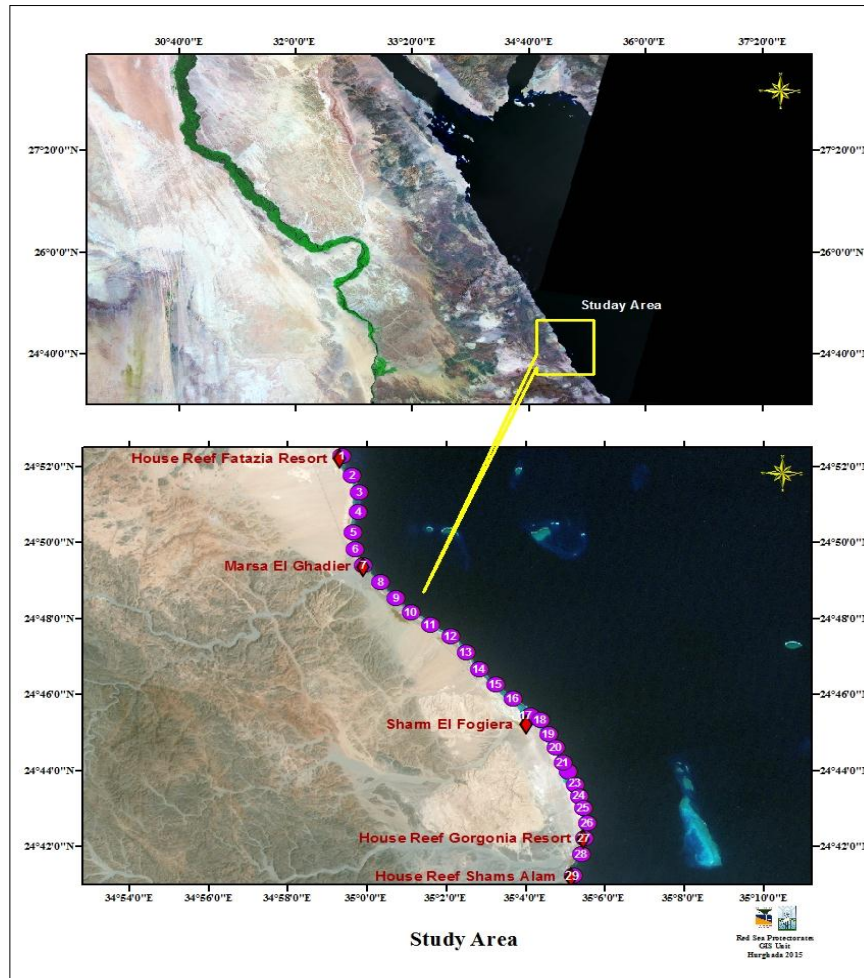 30°40'0"E 32°0'0"E 33°20'0"E 34°40'0"E 36°0'0"E 37°20'0"E
27°20'0"N 27°20'0"N
26°0'0"N 26°0'0"N
Studay Area
24°40'0"N 24°40'0"N
24°52'0"N House Reef Fatazia Resort 1 24°52'0"N
2
3
4
24°50'0"N 5 24°50'0"N
6
Marsa El Ghadier 7
8
9
24°48'0"N 10 24°48'0"N
11
12
13
14
15
24°46'0"N 16 24°46'0"N
17 18
Sharm El Fogiera
19
20
24°44'0"N 21 24°44'0"N
23
24
25
26
24°42'0"N House Reef Gorgonia Resort 27 24°42'0"N
28
House Reef Shams Alam 29
34°54'0"E 34°56'0"E 34°58'0"E 35°0'0"E 35°2'0"E 35°4'0"E 35°6'0"E 35°8'0"E 35°10'0"E
Study Area
Red Sea Protectorates
GIS Unit
Hurghada 2015